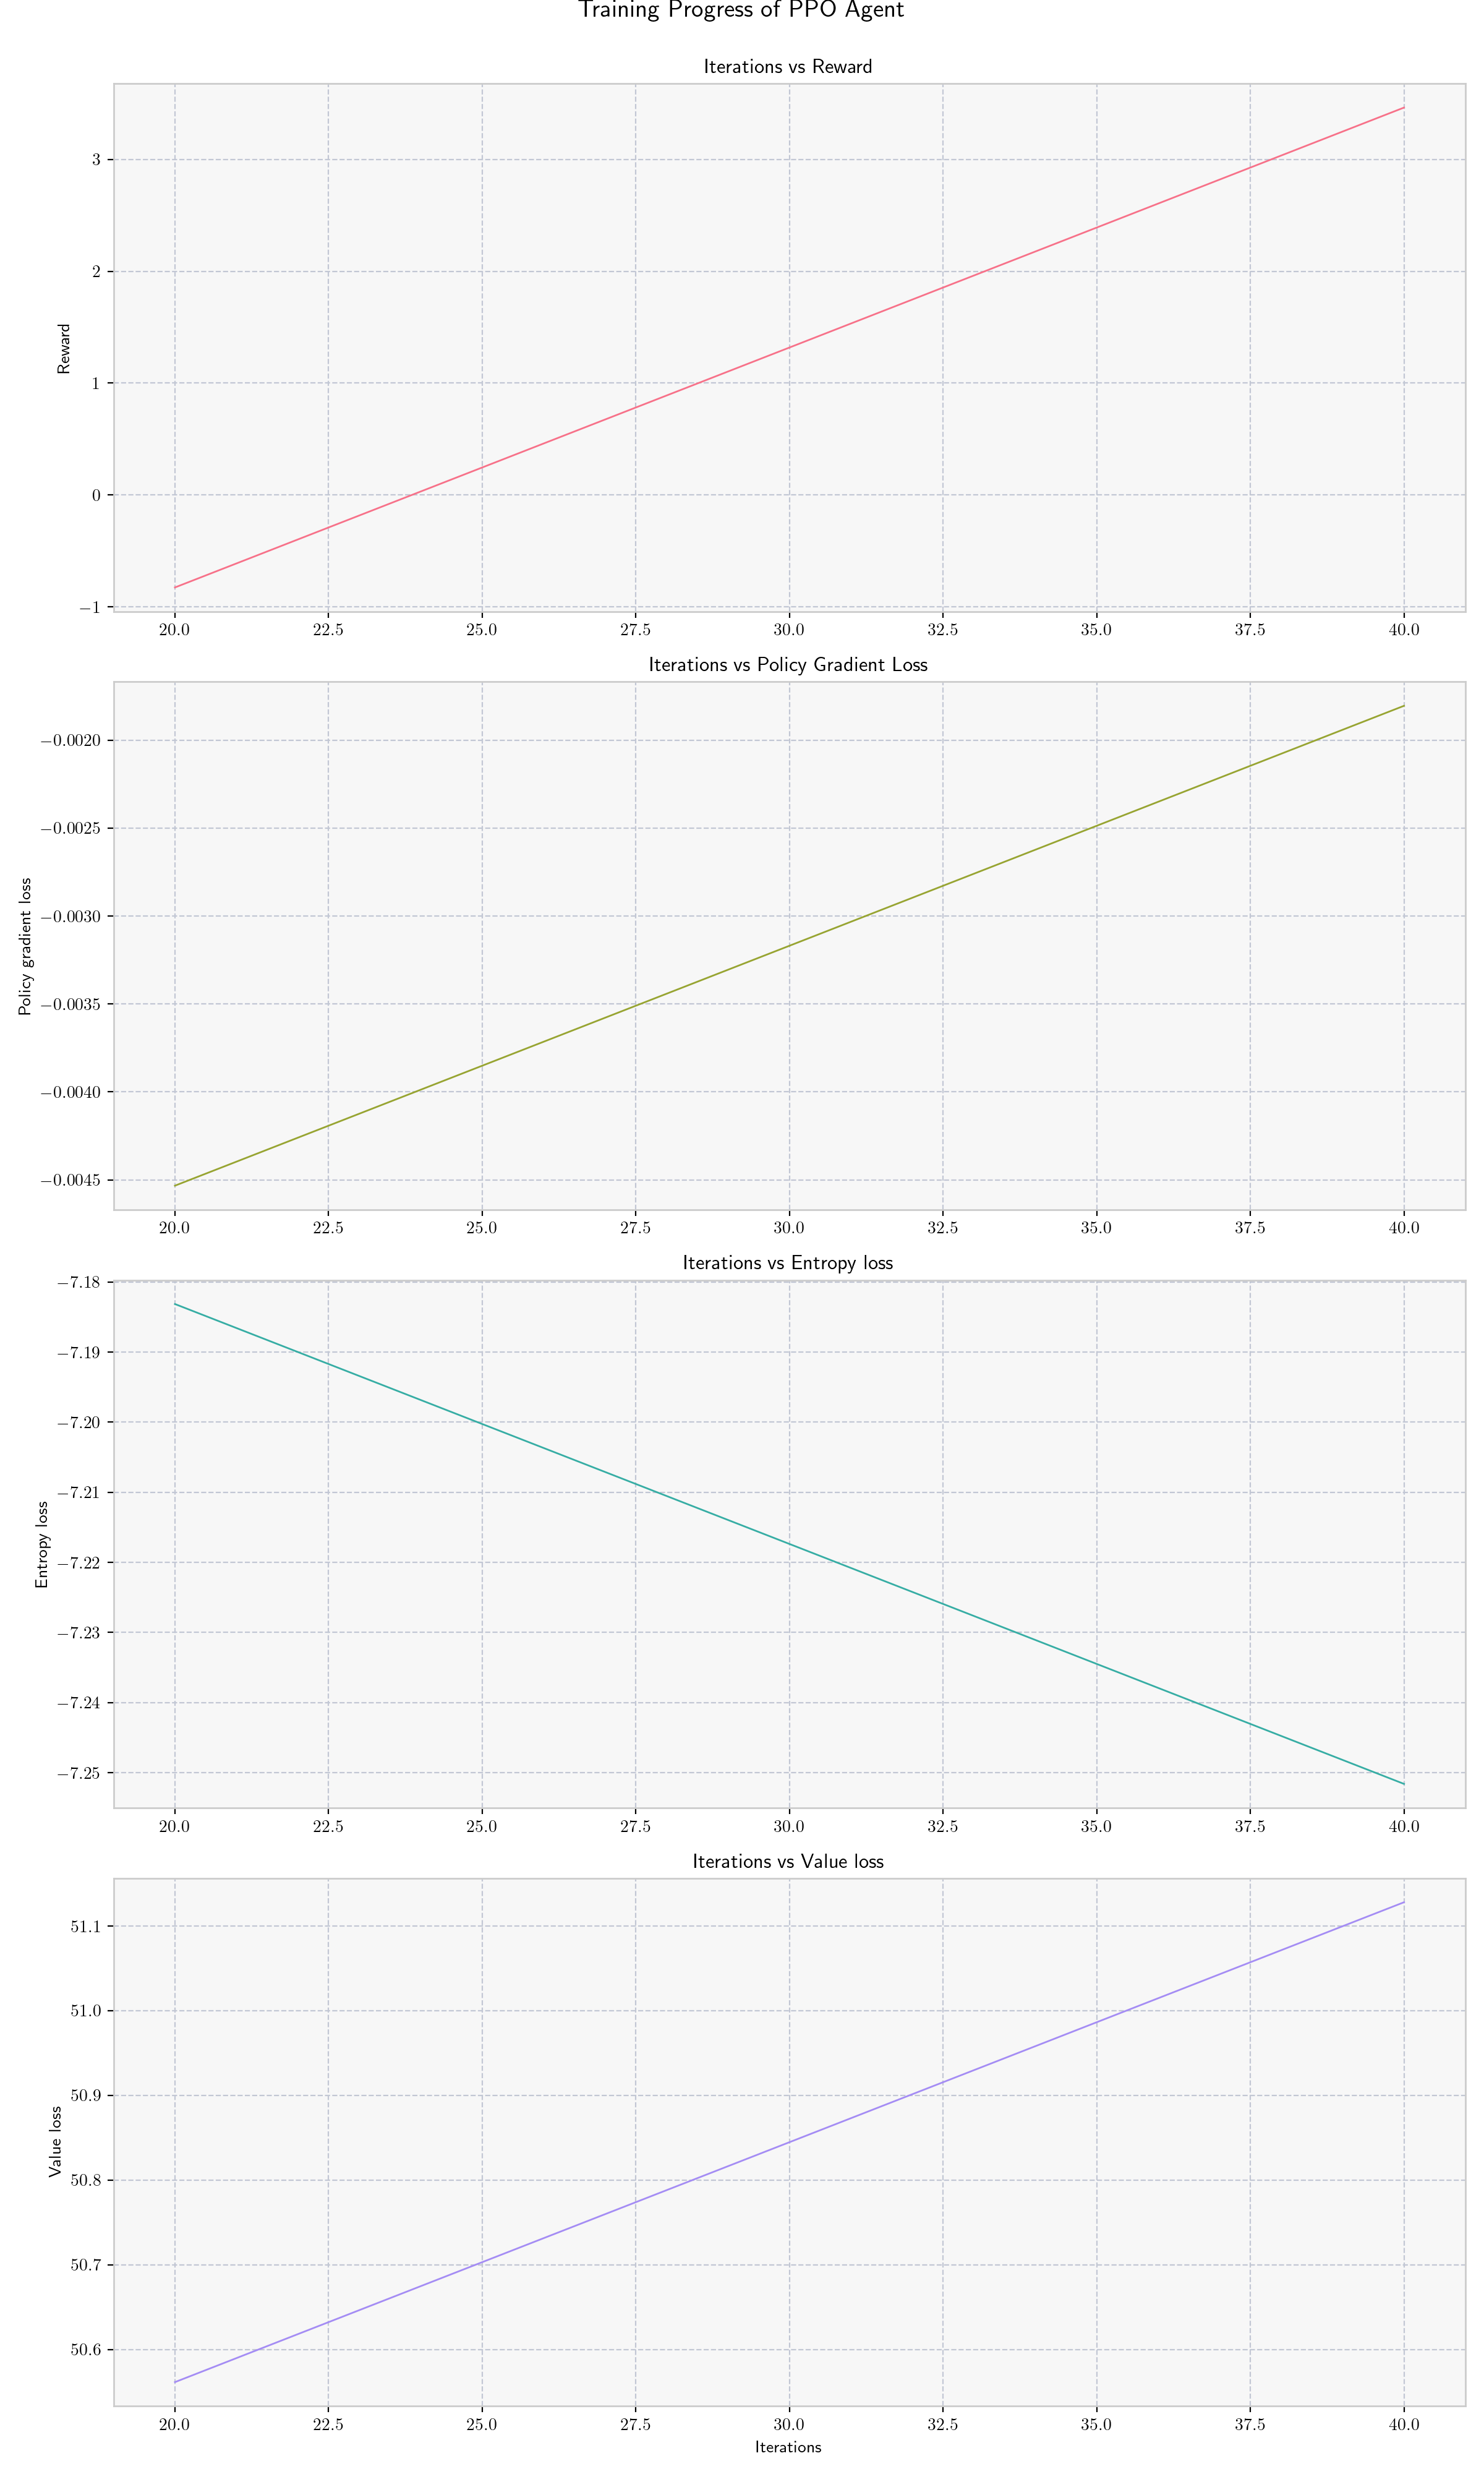 Training Progress of PPO Agent
Iterations vs Reward
Reward
3
2
1
0
−1
20.0 22.5 25.0 27.5 30.0 32.5 35.0 37.5 40.0
Iterations vs Policy Gradient Loss
Policy gradient loss
−0.0020
−0.0025
−0.0030
−0.0035
−0.0040
−0.0045
20.0 22.5 25.0 27.5 30.0 32.5 35.0 37.5 40.0
Iterations vs Entropy loss
Entropy loss
−7.18
−7.19
−7.20
−7.21
−7.22
−7.23
−7.24
−7.25
20.0 22.5 25.0 27.5 30.0 32.5 35.0 37.5 40.0
Iterations vs Value loss
Value loss
51.1
51.0
50.9
50.8
50.7
50.6
20.0 22.5 25.0 27.5 30.0 32.5 35.0 37.5 40.0
Iterations